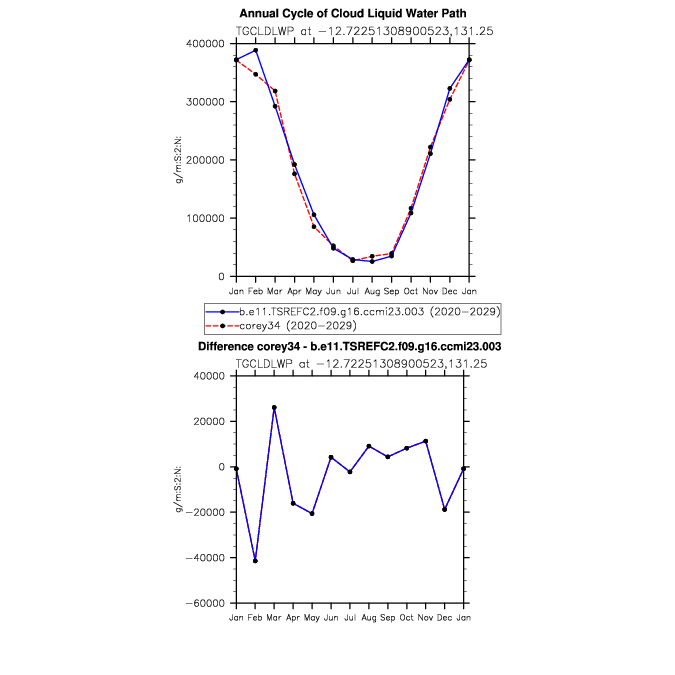 Annual Cycle of Cloud Liquid Water Path
TGCLDLWP at −12.72251308900523,131.25
400000
300000
200000
100000
0
g/m:S:2:N:
Jan Feb Mar Apr May Jun Jul Aug Sep Oct Nov Dec Jan
b.e11.TSREFC2.f09.g16.ccmi23.003 (2020−2029)
corey34 (2020−2029)
Difference corey34 - b.e11.TSREFC2.f09.g16.ccmi23.003
TGCLDLWP at −12.72251308900523,131.25
40000
20000
0
−20000
−40000
−60000
g/m:S:2:N:
Jan Feb Mar Apr May Jun Jul Aug Sep Oct Nov Dec Jan